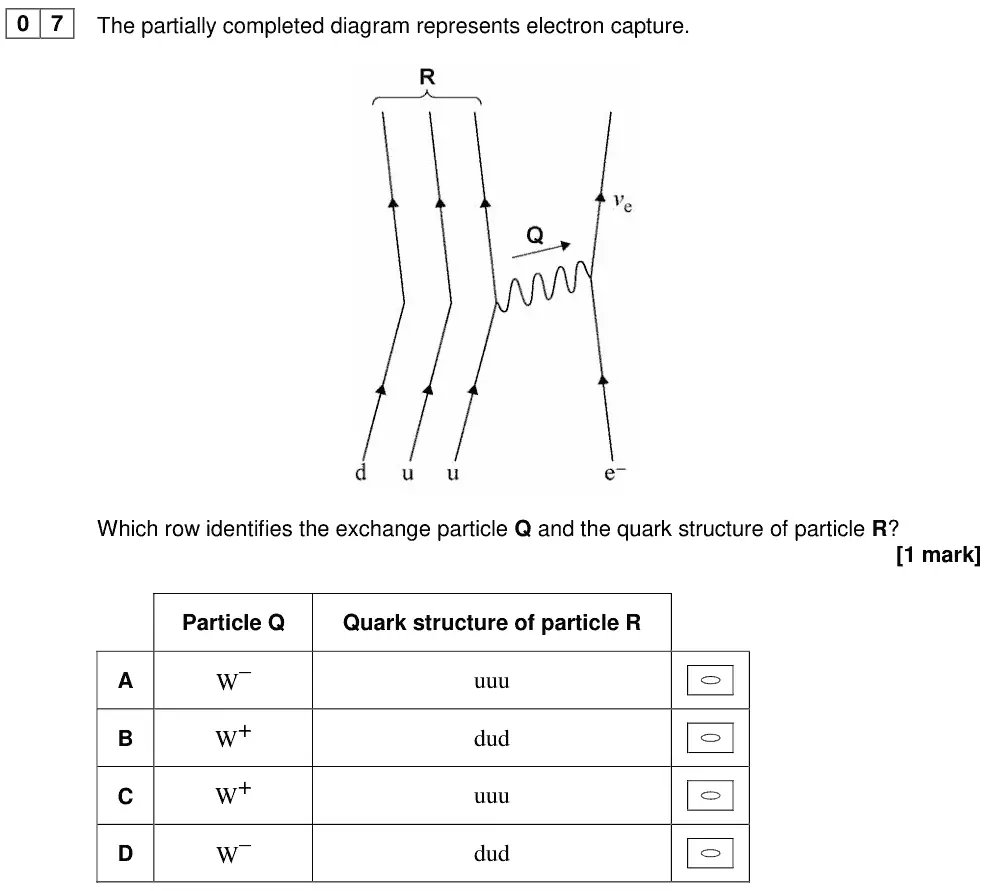 0 7 The partially completed diagram represents electron capture.
R
νe
Q
d u u e−
Which row identifies the exchange particle Q and the quark structure of particle R?
[1 mark]
Particle Q Quark structure of particle R
A W− uuu
B W+ dud
C W+ uuu
D W− dud